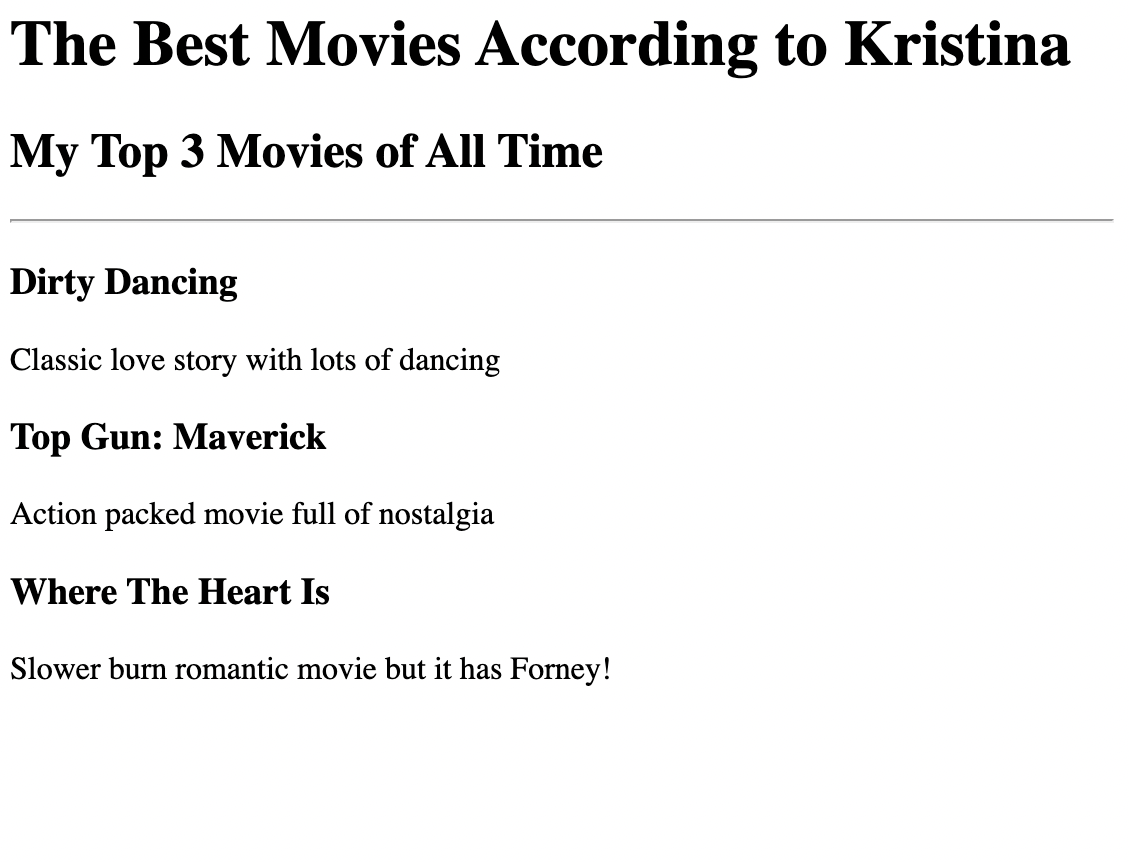 The Best Movies According to Kristina
My Top 3 Movies of All Time
Dirty Dancing
Classic love story with lots of dancing
Top Gun: Maverick
Action packed movie full of nostalgia
Where The Heart Is
Slower burn romantic movie but it has Forney!